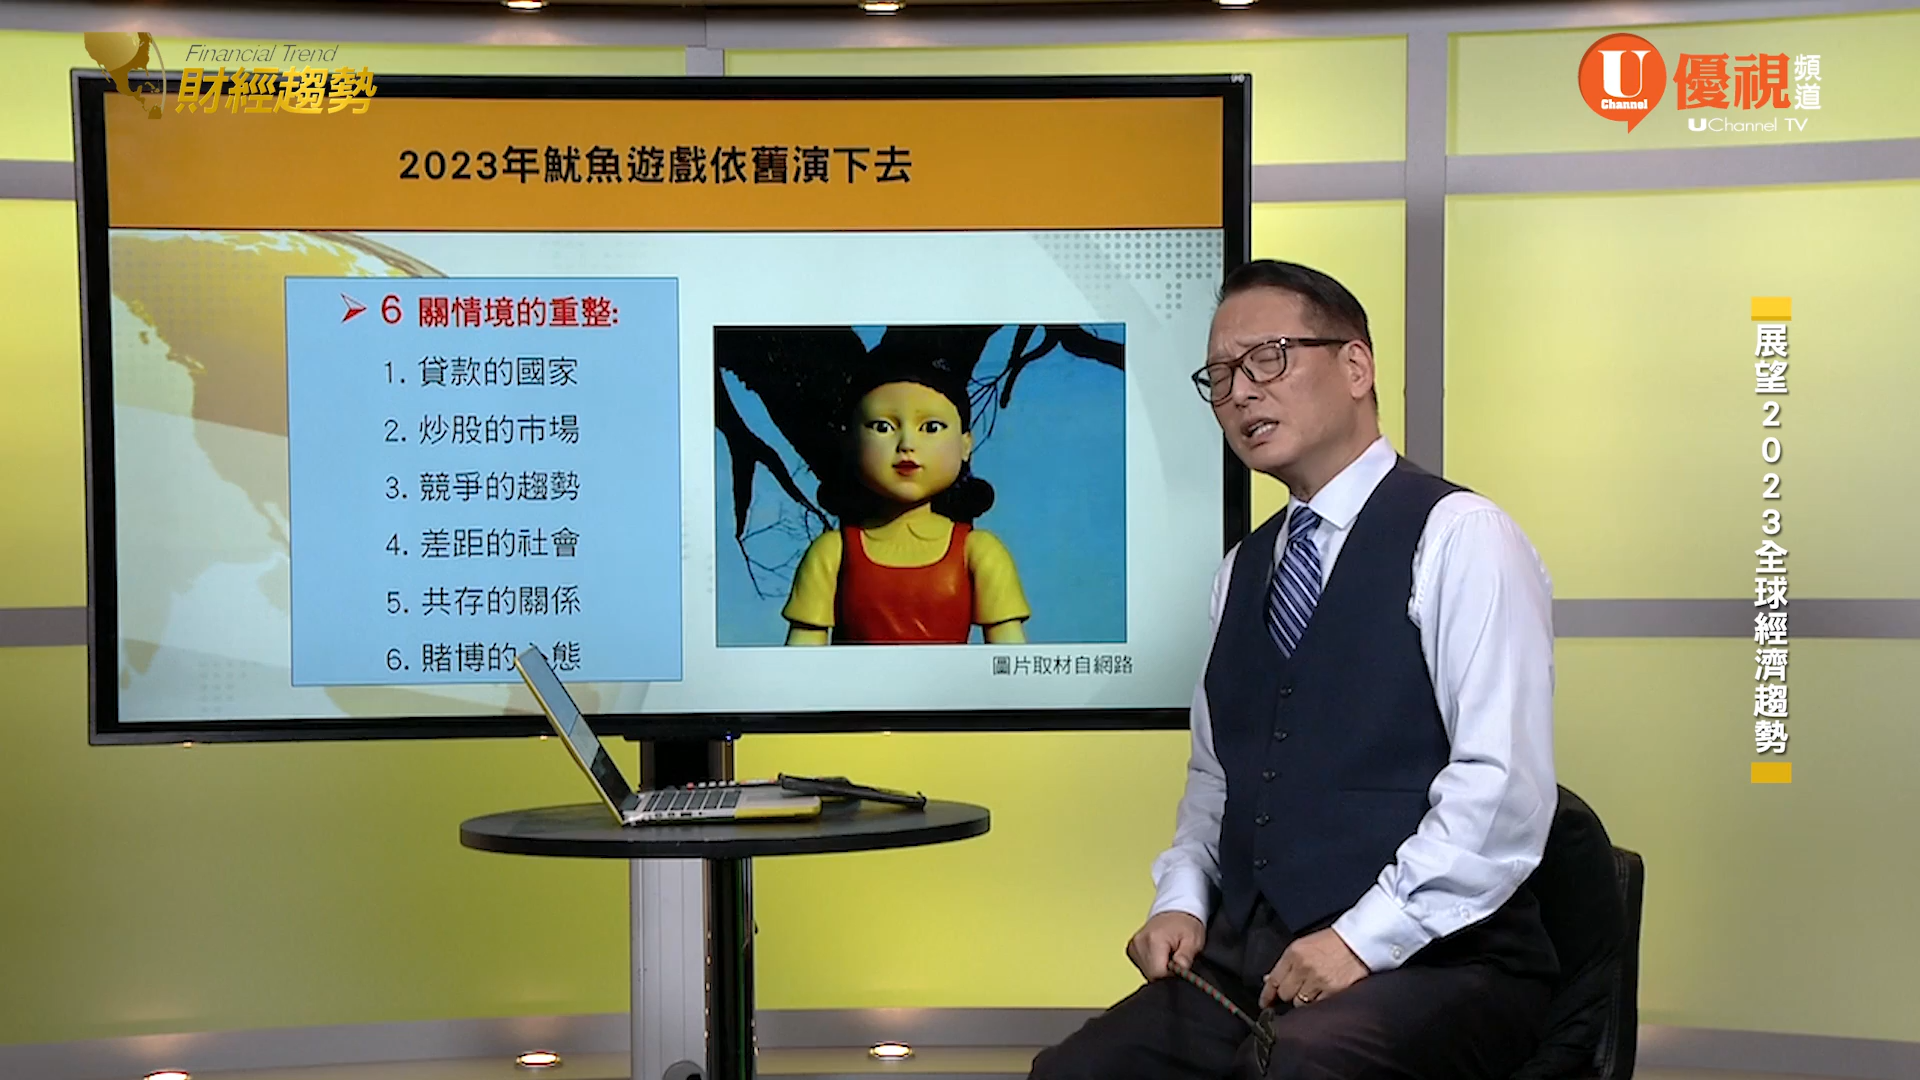 Financial Trend
財經趨勢
U
Channel
優視
頻道
UChannel TV
2023年魷魚遊戲依舊演下去
➢ 6 關情境的重整:
1. 貸款的國家
2. 炒股的市場
3. 競爭的趨勢
4. 差距的社會
5. 共存的關係
6. 賭博的 態
圖片取材自網路
展望2023全球經濟趨勢